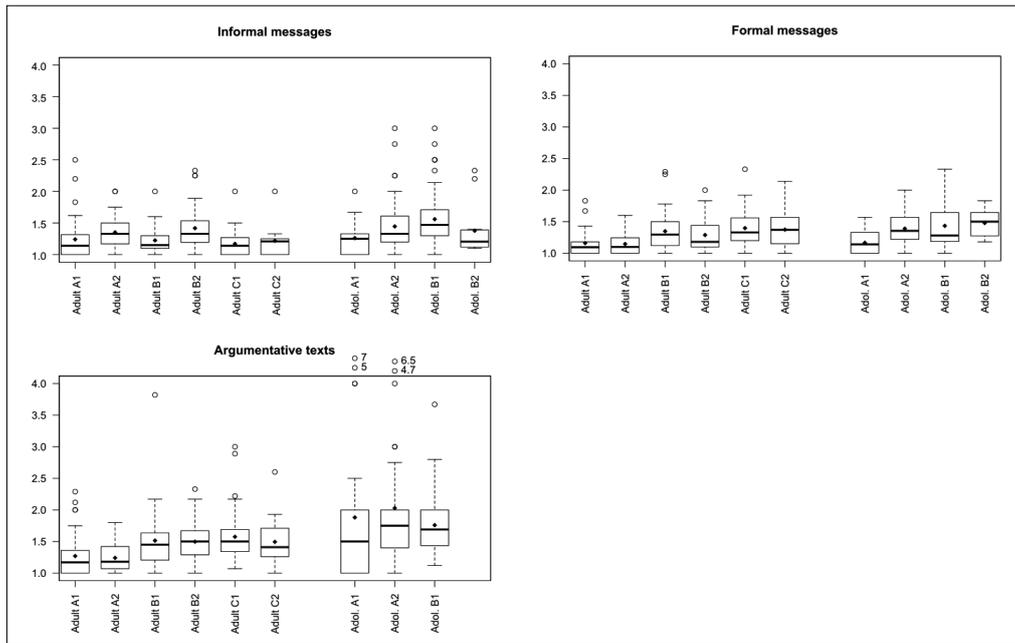 Informal messages
4.0
3.5
3.0
2.5
2.0
1.5
1.0
Adult A1
Adult A2
Adult B1
Adult B2
Adult C1
Adult C2
Adol. A1
Adol. A2
Adol. B1
Adol. B2
Formal messages
4.0
3.5
3.0
2.5
2.0
1.5
1.0
Adult A1
Adult A2
Adult B1
Adult B2
Adult C1
Adult C2
Adol. A1
Adol. A2
Adol. B1
Adol. B2
Argumentative texts
7
5
6.5
4.7
4.0
3.5
3.0
2.5
2.0
1.5
1.0
Adult A1
Adult A2
Adult B1
Adult B2
Adult C1
Adult C2
Adol. A1
Adol. A2
Adol. B1